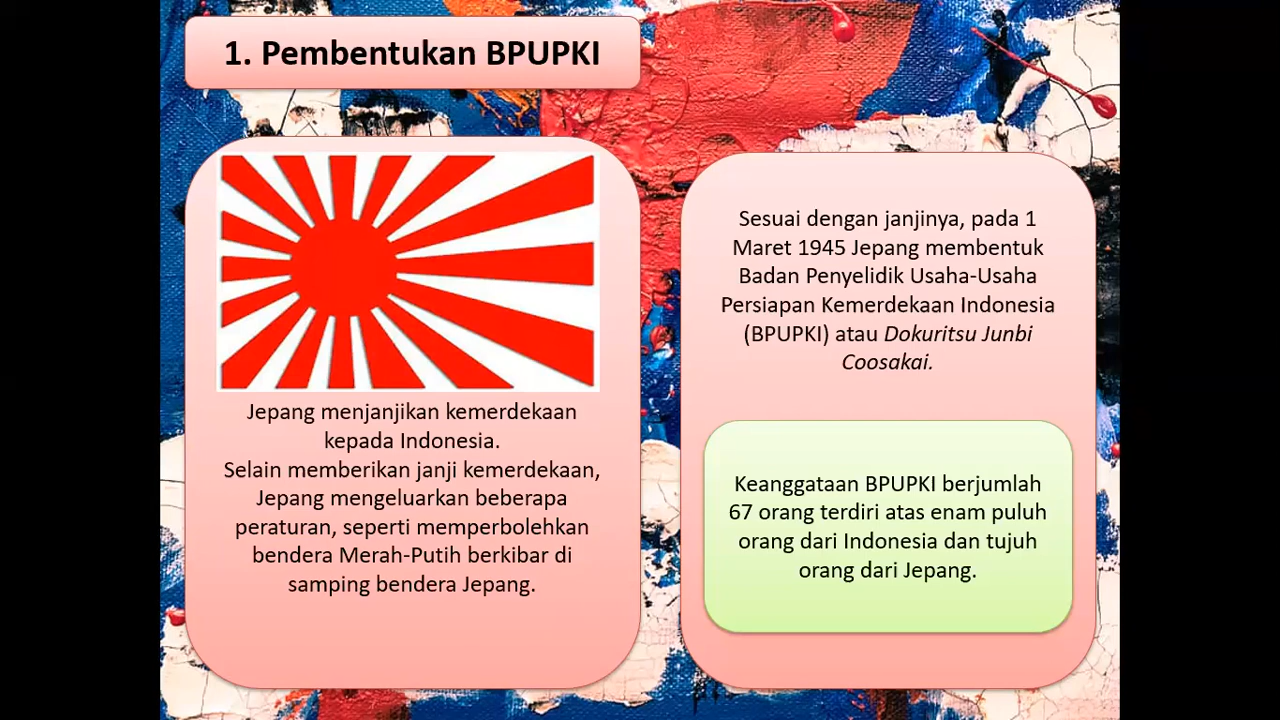 1. Pembentukan BPUPKI
Jepang menjanjikan kemerdekaan
kepada Indonesia.
Selain memberikan janji kemerdekaan,
Jepang mengeluarkan beberapa
peraturan, seperti memperbolehkan
bendera Merah-Putih berkibar di
samping bendera Jepang.
Sesuai dengan janjinya, pada 1
Maret 1945 Jepang membentuk
Badan Penyelidik Usaha-Usaha
Persiapan Kemerdekaan Indonesia
(BPUPKI) atau Dokuritsu Junbi
Coosakai.
Keanggataan BPUPKI berjumlah
67 orang terdiri atas enam puluh
orang dari Indonesia dan tujuh
orang dari Jepang.